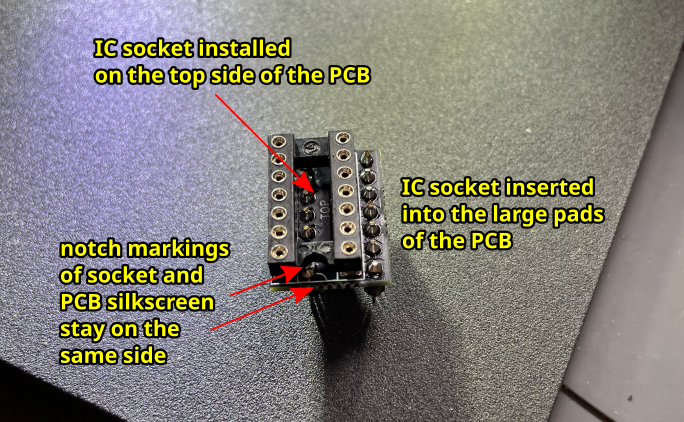 IC socket installed
on the top side of the PCB
IC socket inserted
into the large pads
of the PCB
TOP
notch markings
of socket and
PCB silkscreen
stay on the
same side